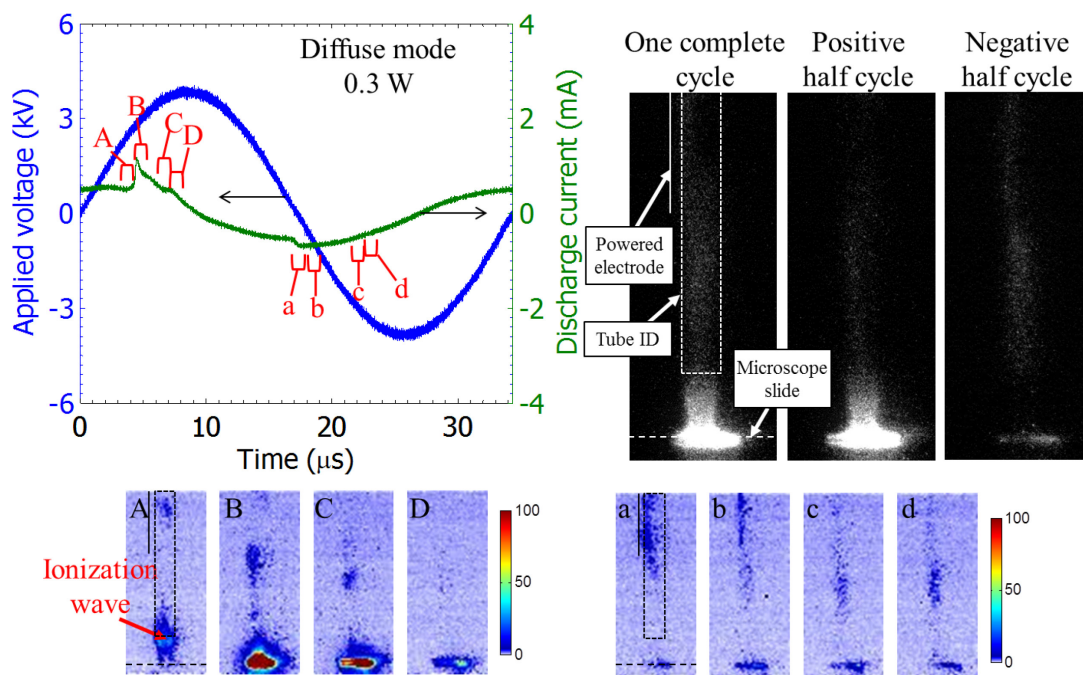 Diffuse mode
0.3 W
Applied voltage (kV)
6
3
0
-3
-6
A
B
C
D
a
b
c
d
4
2
0
-2
-4
Discharge current (mA)
0
10
20
30
Time (μs)
One complete
cycle
Positive
half cycle
Negative
half cycle
Powered
electrode
Tube ID
Microscope
slide
A
B
C
D
Ionization
wave
100
50
0
a
b
c
d
100
50
0